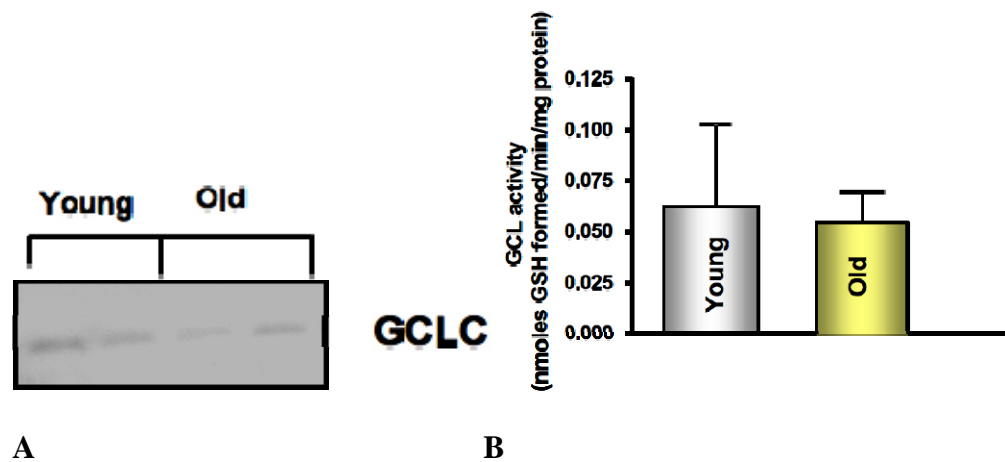 Young Old
GCLC
A
GCL activity
(nmoles GSH formed/min/mg protein)
0.125
0.100
0.075
0.050
0.025
0.000
Young
Old
B